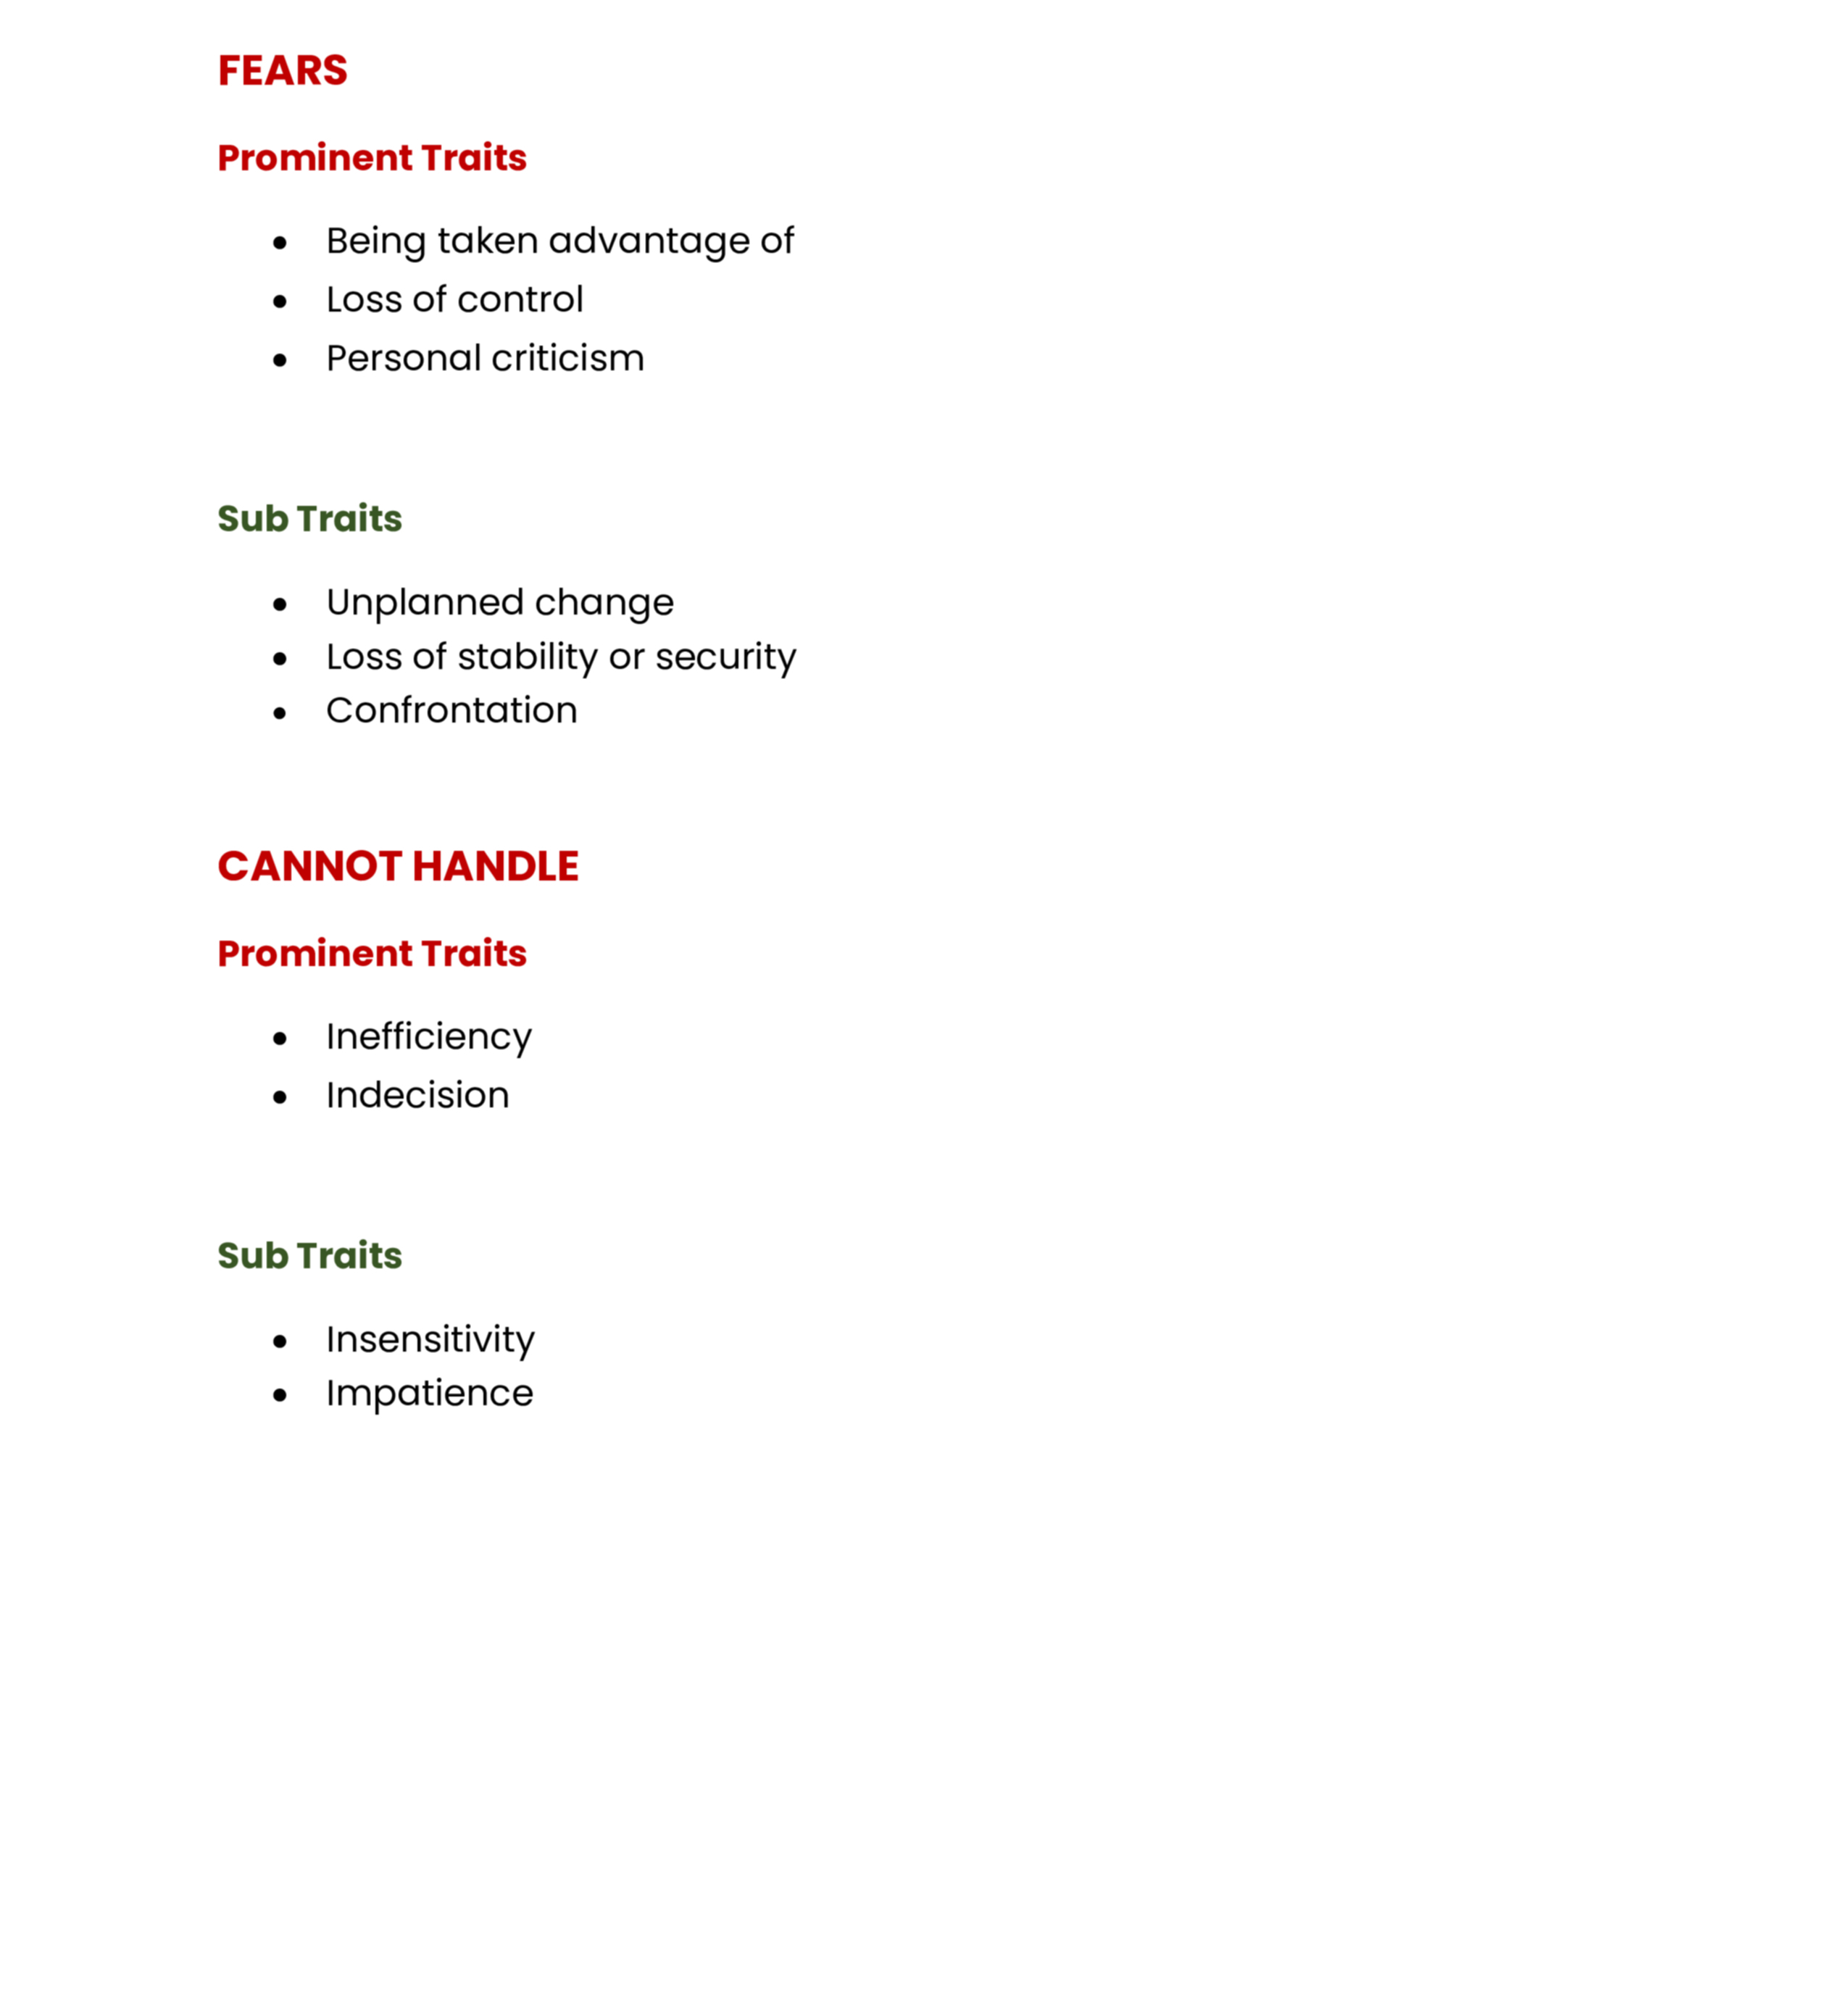 FEARS
Prominent Traits
● Being taken advantage of
● Loss of control
● Personal criticism
Sub Traits
● Unplanned change
● Loss of stability or security
● Confrontation
CANNOT HANDLE
Prominent Traits
● Inefficiency
● Indecision
Sub Traits
● Insensitivity
● Impatience